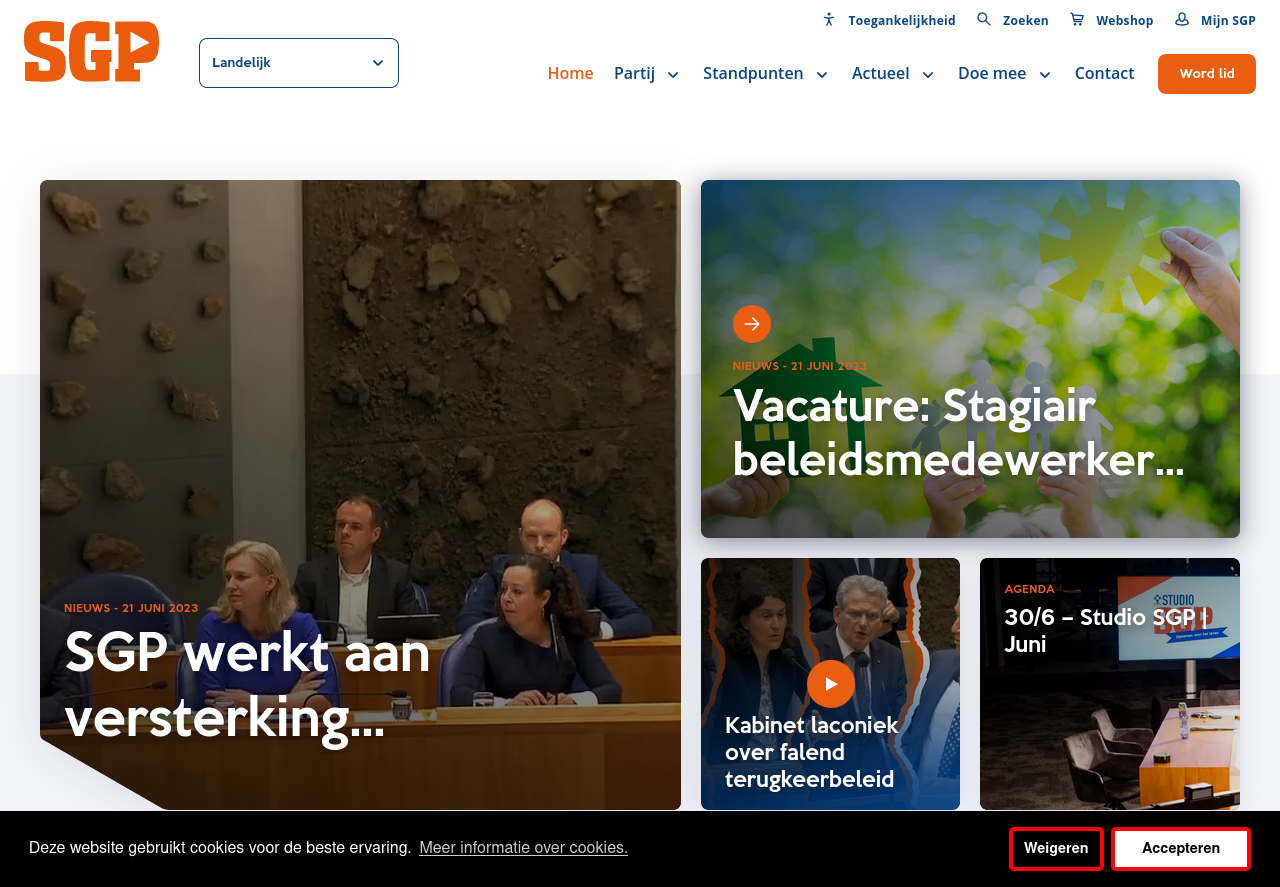 Toegankelijkheid Zoeken Webshop Mijn SGP
SGP
Landelijk
Home Partij Standpunten Actueel Doe mee Contact Word lid
NIEUWS - 21 JUNI 2023
SGP werkt aan
versterking...
NIEUWS - 21 JUNI 2023
Vacature: Stagiair
beleidsmedewerker...
Kabinet laconiek
over falend
terugkeerbeleid
AGENDA
30/6 – Studio SGP |
Juni
STUDIO
SGP
Deze website gebruikt cookies voor de beste ervaring. Meer informatie over cookies.
Weigeren Accepteren